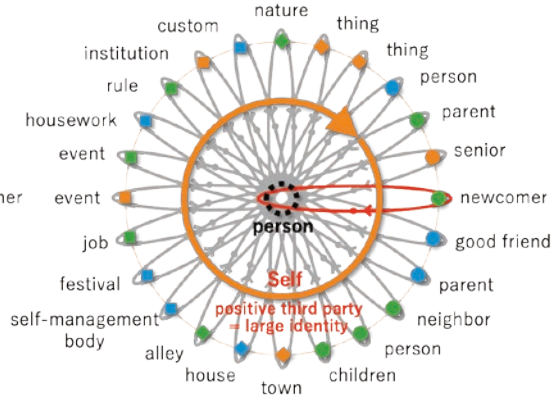 nature
custom
thing
institution
thing
rule
person
housework
parent
event
senior
ner
event
newcomer
person
job
good friend
festival
Self
parent
positive third party
= large identity
self-management
body
neighbor
alley
person
house
children
town